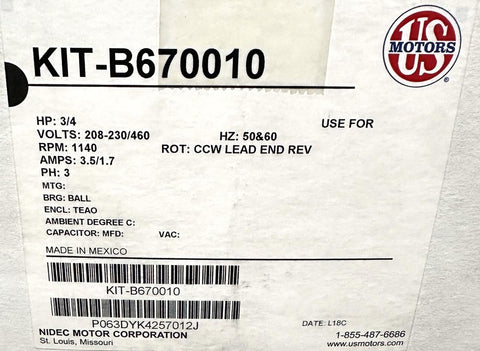 US
MOTORS
®
KIT-B670010
HP: 3/4
VOLTS: 208-230/460 HZ: 50&60 USE FOR
RPM: 1140 ROT: CCW LEAD END REV
AMPS: 3.5/1.7
PH: 3
MTG:
BRG: BALL
ENCL: TEAO
AMBIENT DEGREE C:
CAPACITOR: MFD: VAC:
MADE IN MEXICO
KIT-B670010
P063DYK4257012J
NIDEC MOTOR CORPORATION
St. Louis, Missouri
DATE: L18C
1-855-487-6686
www.usmotors.com